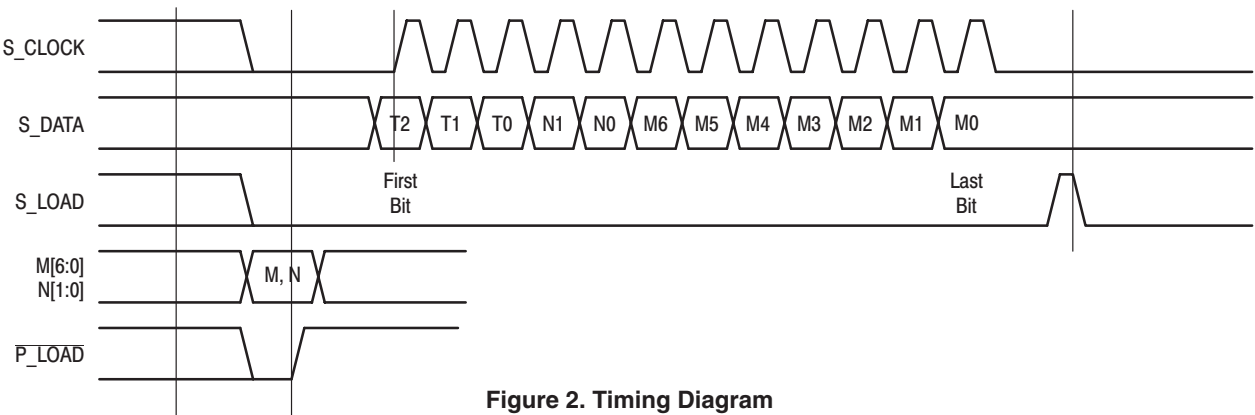 S_CLOCK
S_DATA
T2 T1 T0 N1 N0 M6 M5 M4 M3 M2 M1 M0
First
Bit
Last
Bit
S_LOAD
M[6:0]
N[1:0]
M, N
P_LOAD
Figure 2. Timing Diagram